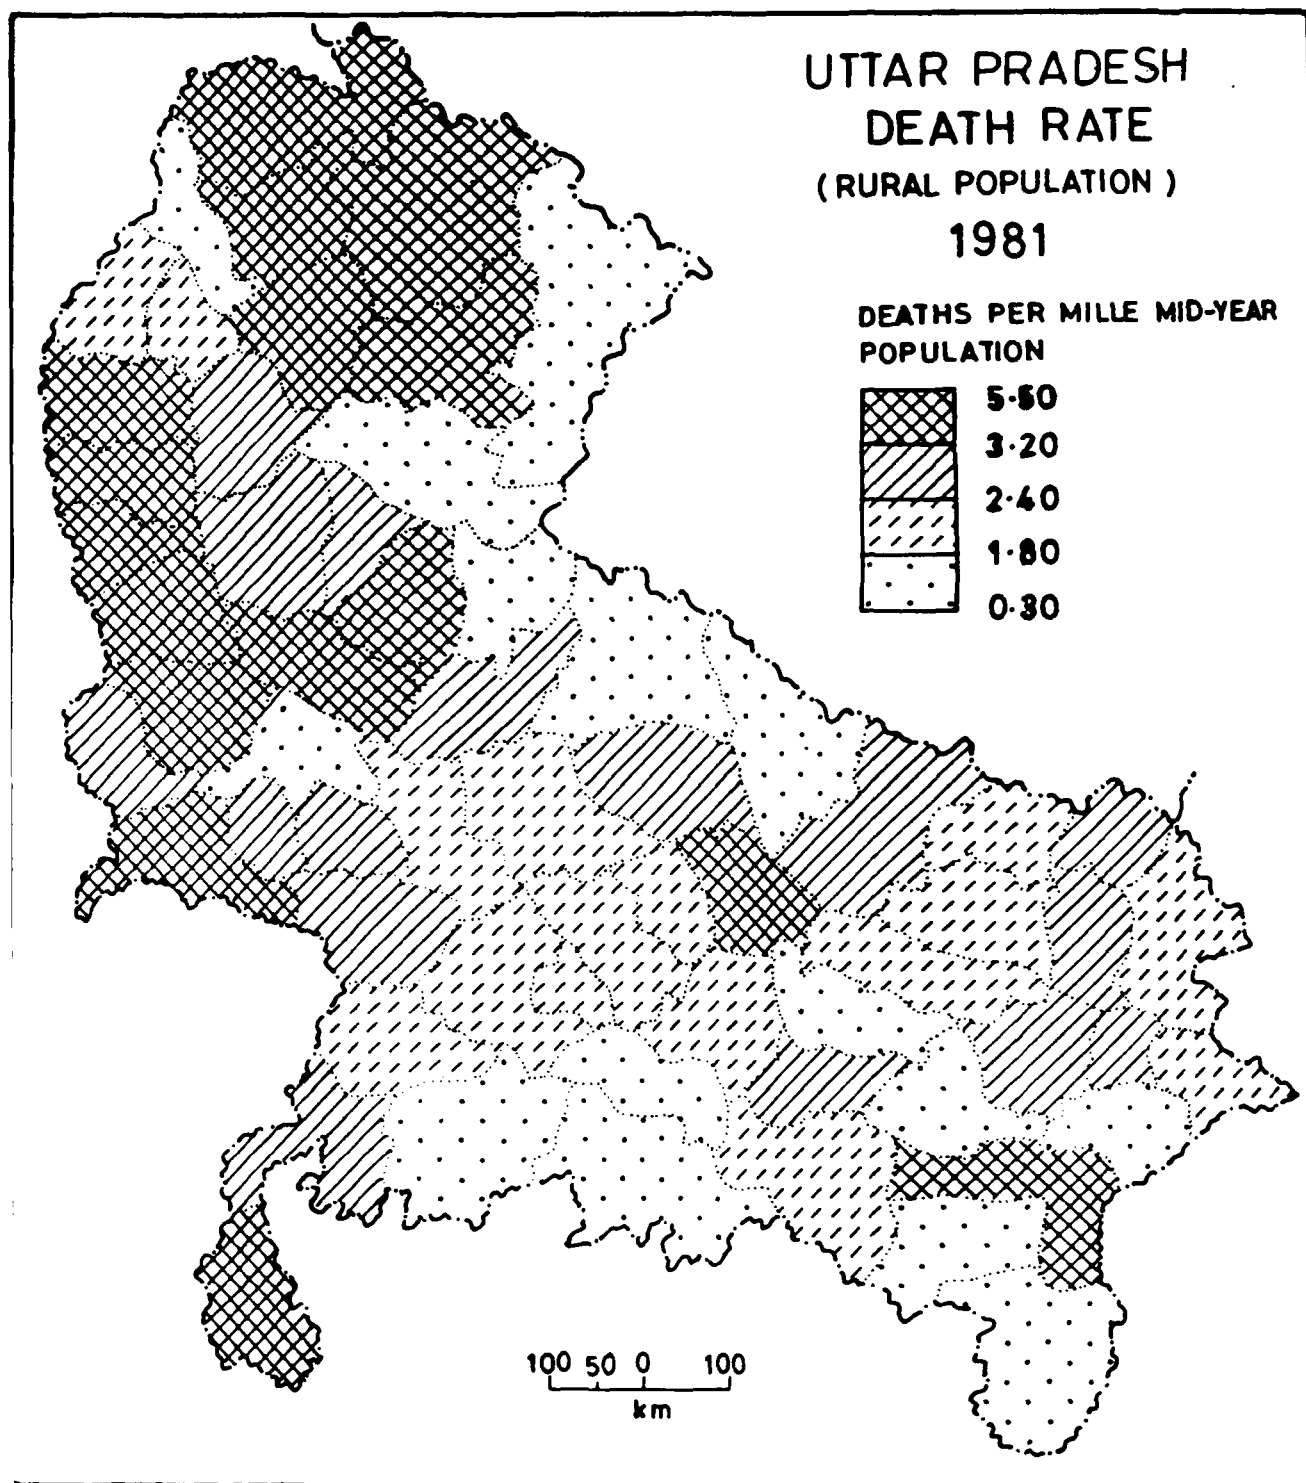 UTTAR PRADESH
DEATH RATE
(RURAL POPULATION)
1981
DEATHS PER MILLE MID-YEAR
POPULATION
5·50
3·20
2·40
1·80
0·30
100 50 0 100
km